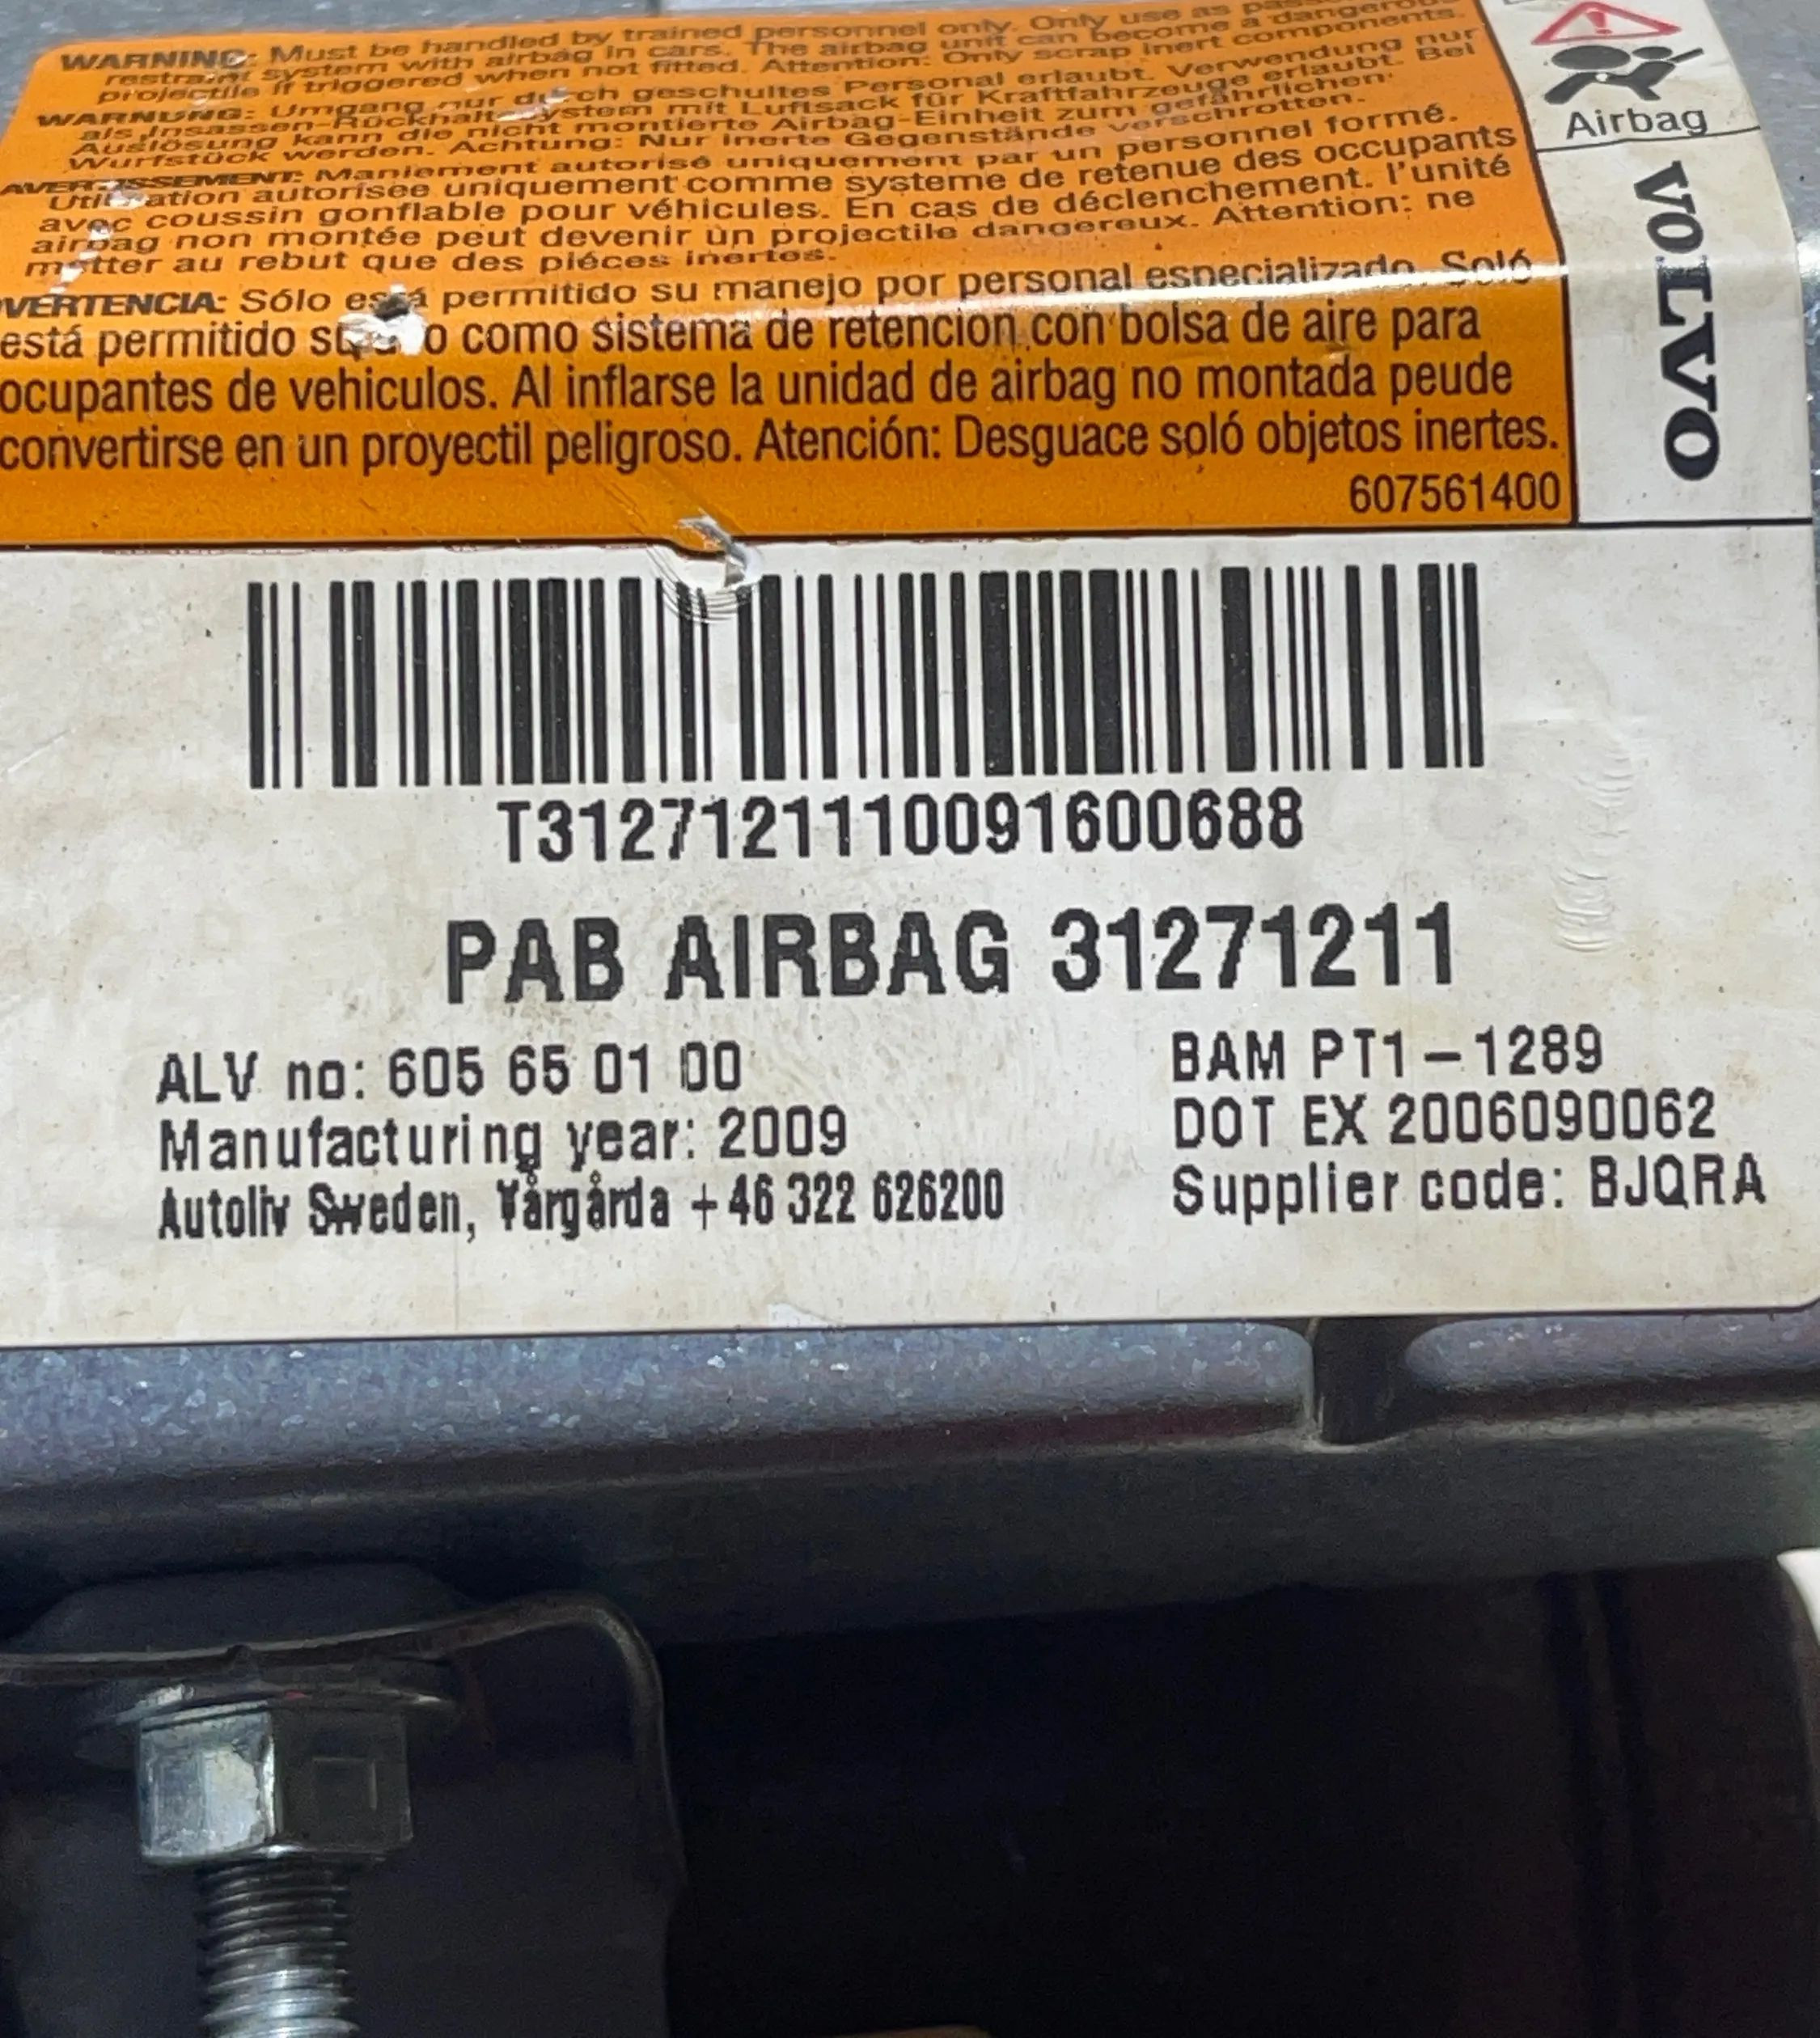 WARNING: Must be handled by trained personnel only. Only use as
restraint system with airbag in cars. The airbag unit can become a dangerous
projectile if triggered when not fitted. Attention: Only scrap inert components.
WARNUNG: Umgang nur durch geschultes Personal erlaubt. Verwendung nur
als Insassen-Rückhaltesystem mit Luftsack für Kraftfahrzeuge erlaubt. Bei
Auslösung kann die nicht montierte Airbag-Einheit zum gefährlichen
Wurfstück werden. Achtung: Nur inerte Gegenstände verschrotten.
AVERTISSEMENT: Maniement autorisé uniquement par un personnel formé.
Utilisation autorisée uniquement comme systeme de retenue des occupants
avec coussin gonflable pour véhicules. En cas de déclenchement. l'unité
airbag non montée peut devenir un projectile dangereux. Attention: ne
metter au rebut que des piéces inertes.
VERTENCIA: Sólo está permitido su manejo por personal especializado. Soló
está permitido su o como sistema de retencion con bolsa de aire para
ocupantes de vehiculos. Al inflarse la unidad de airbag no montada peude
convertirse en un proyectil peligroso. Atención: Desguace soló objetos inertes.
607561400
Airbag
VOLVO
T3127121110091600688
PAB AIRBAG 31271211
ALV no: 605 65 01 00
Manufacturing year: 2009
Autoliv Sweden, Vårgårda +46 322 626200
BAM PT1-1289
DOT EX 2006090062
Supplier code: BJQRA